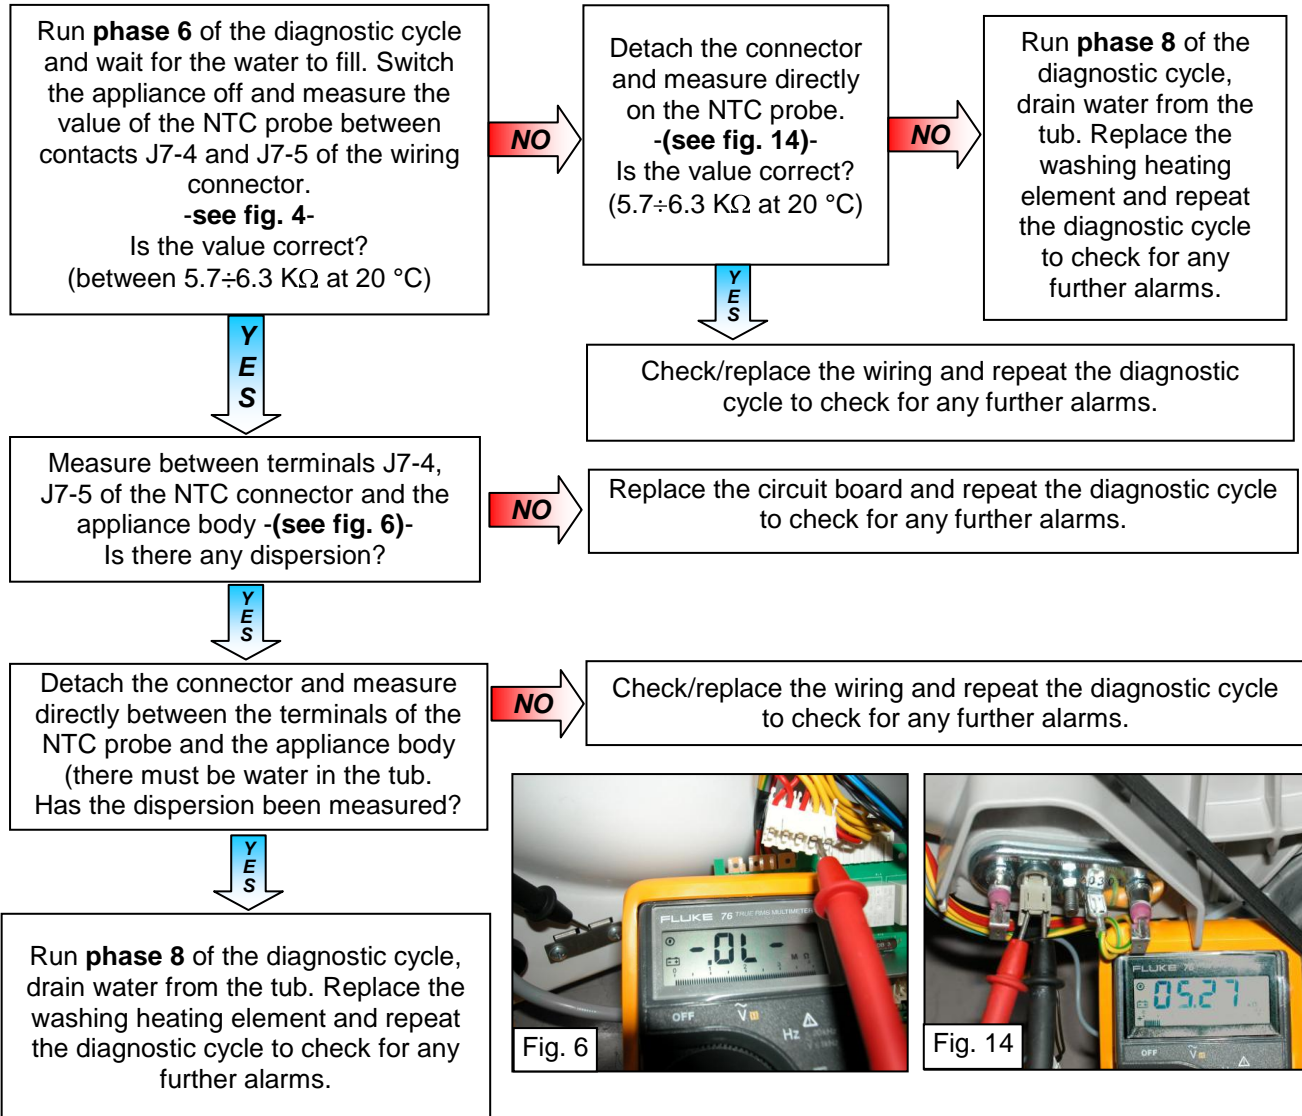 Run phase 6 of the diagnostic cycle
and wait for the water to fill. Switch
the appliance off and measure the
value of the NTC probe between
contacts J7-4 and J7-5 of the wiring
connector.
-see fig. 4-
Is the value correct?
(between 5.7÷6.3 KΩ at 20 °C)
NO
Detach the connector
and measure directly
on the NTC probe.
-(see fig. 14)-
Is the value correct?
(5.7÷6.3 KΩ at 20 °C)
NO
Run phase 8 of the
diagnostic cycle,
drain water from the
tub. Replace the
washing heating
element and repeat
the diagnostic cycle
to check for any
further alarms.
YES
YES
Check/replace the wiring and repeat the diagnostic
cycle to check for any further alarms.
Measure between terminals J7-4,
J7-5 of the NTC connector and the
appliance body -(see fig. 6)-
Is there any dispersion?
NO
Replace the circuit board and repeat the diagnostic cycle
to check for any further alarms.
YES
Detach the connector and measure
directly between the terminals of the
NTC probe and the appliance body
(there must be water in the tub.
Has the dispersion been measured?
NO
Check/replace the wiring and repeat the diagnostic cycle
to check for any further alarms.
YES
Run phase 8 of the diagnostic cycle,
drain water from the tub. Replace the
washing heating element and repeat
the diagnostic cycle to check for any
further alarms.
FLUKE 76 TRUE RMS MULTIMETER
-.OL-
MΩ
OFF
V
Hz
Fig. 6
FLUKE 76
05.27
OFF
V
Fig. 14